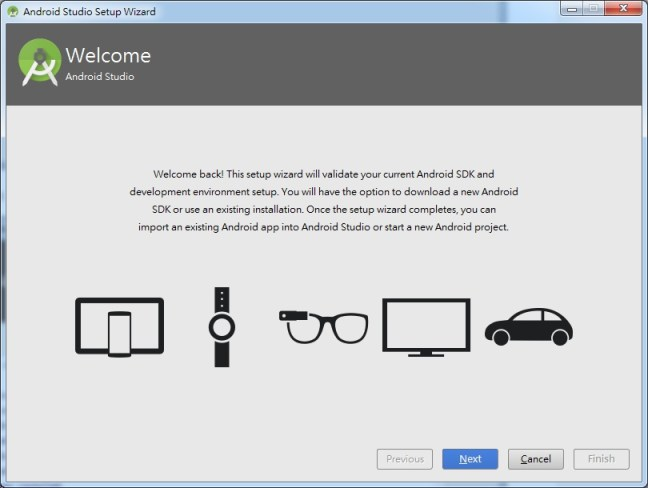 Android Studio Setup Wizard
Welcome
Android Studio
Welcome back! This setup wizard will validate your current Android SDK and
development environment setup. You will have the option to download a new Android
SDK or use an existing installation. Once the setup wizard completes, you can
import an existing Android app into Android Studio or start a new Android project.
Previous Next Cancel Finish